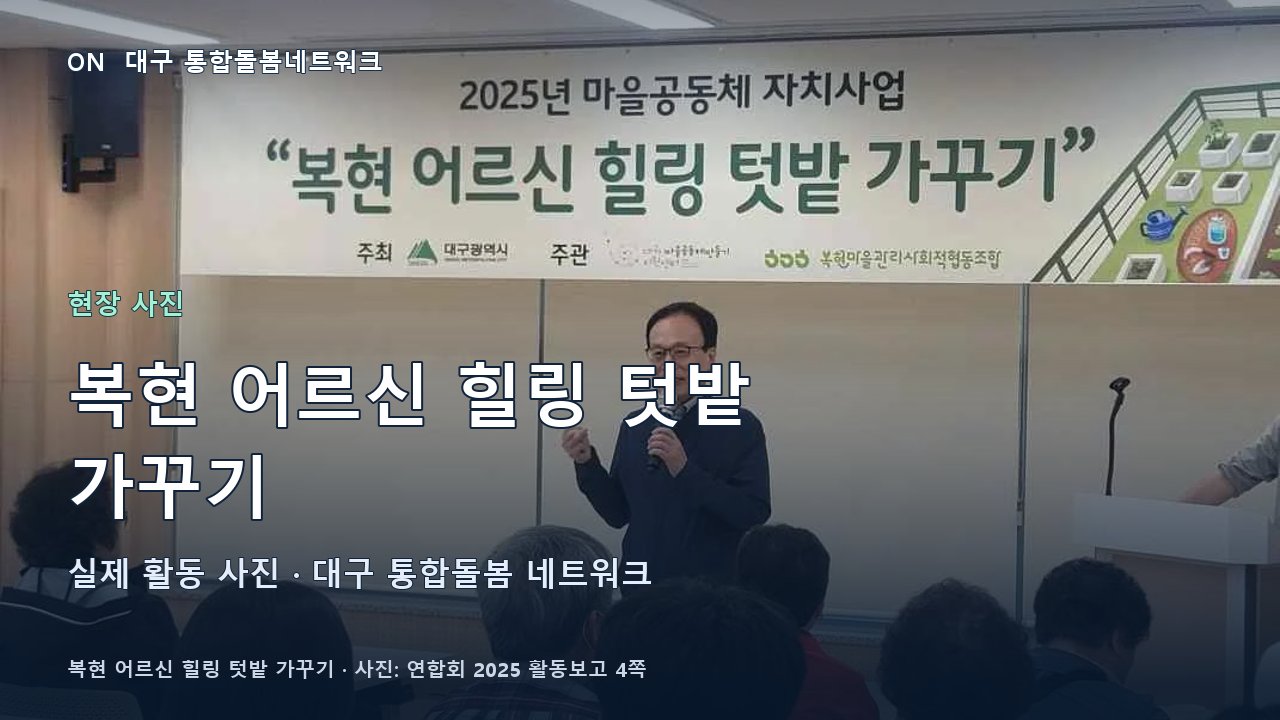 ON 대구 통합돌봄네트워크
2025년 마을공동체 자치사업
“복현 어르신 힐링 텃밭 가꾸기”
주최 대구광역시 주관 복현마을관리사회적협동조합
현장 사진
복현 어르신 힐링 텃밭
가꾸기
실제 활동 사진 · 대구 통합돌봄 네트워크
복현 어르신 힐링 텃밭 가꾸기 · 사진: 연합회 2025 활동보고 4쪽